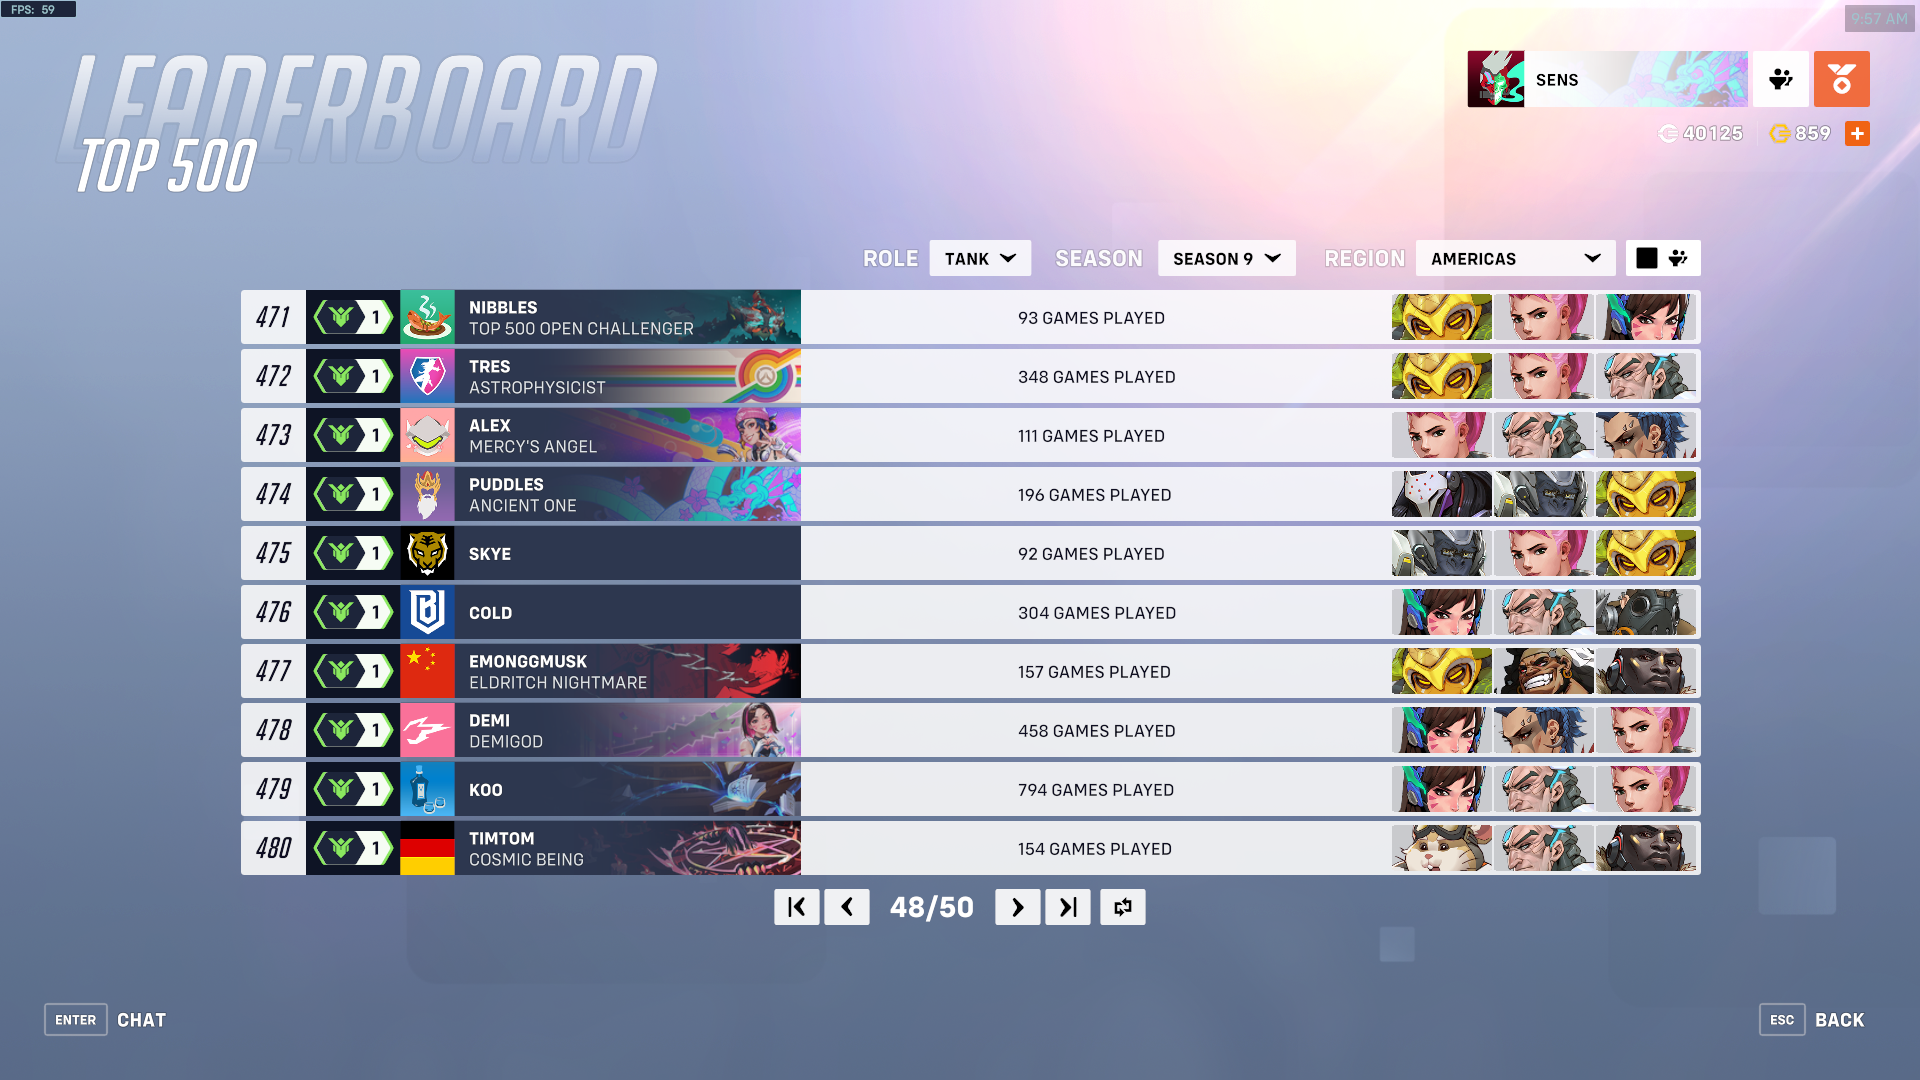 FPS: 59
9:57 AM
LEADERBOARD
TOP 500
SENS
40125
859
ROLE TANK SEASON SEASON 9 REGION AMERICAS
471 1 NIBBLES
TOP 500 OPEN CHALLENGER
93 GAMES PLAYED
472 1 TRES
ASTROPHYSICIST
348 GAMES PLAYED
473 1 ALEX
MERCY'S ANGEL
111 GAMES PLAYED
474 1 PUDDLES
ANCIENT ONE
196 GAMES PLAYED
475 1 SKYE
92 GAMES PLAYED
476 1 COLD
304 GAMES PLAYED
477 1 EMONGGMUSK
ELDRITCH NIGHTMARE
157 GAMES PLAYED
478 1 DEMI
DEMIGOD
458 GAMES PLAYED
479 1 KOO
794 GAMES PLAYED
480 1 TIMTOM
COSMIC BEING
154 GAMES PLAYED
48/50
ENTER CHAT
ESC BACK